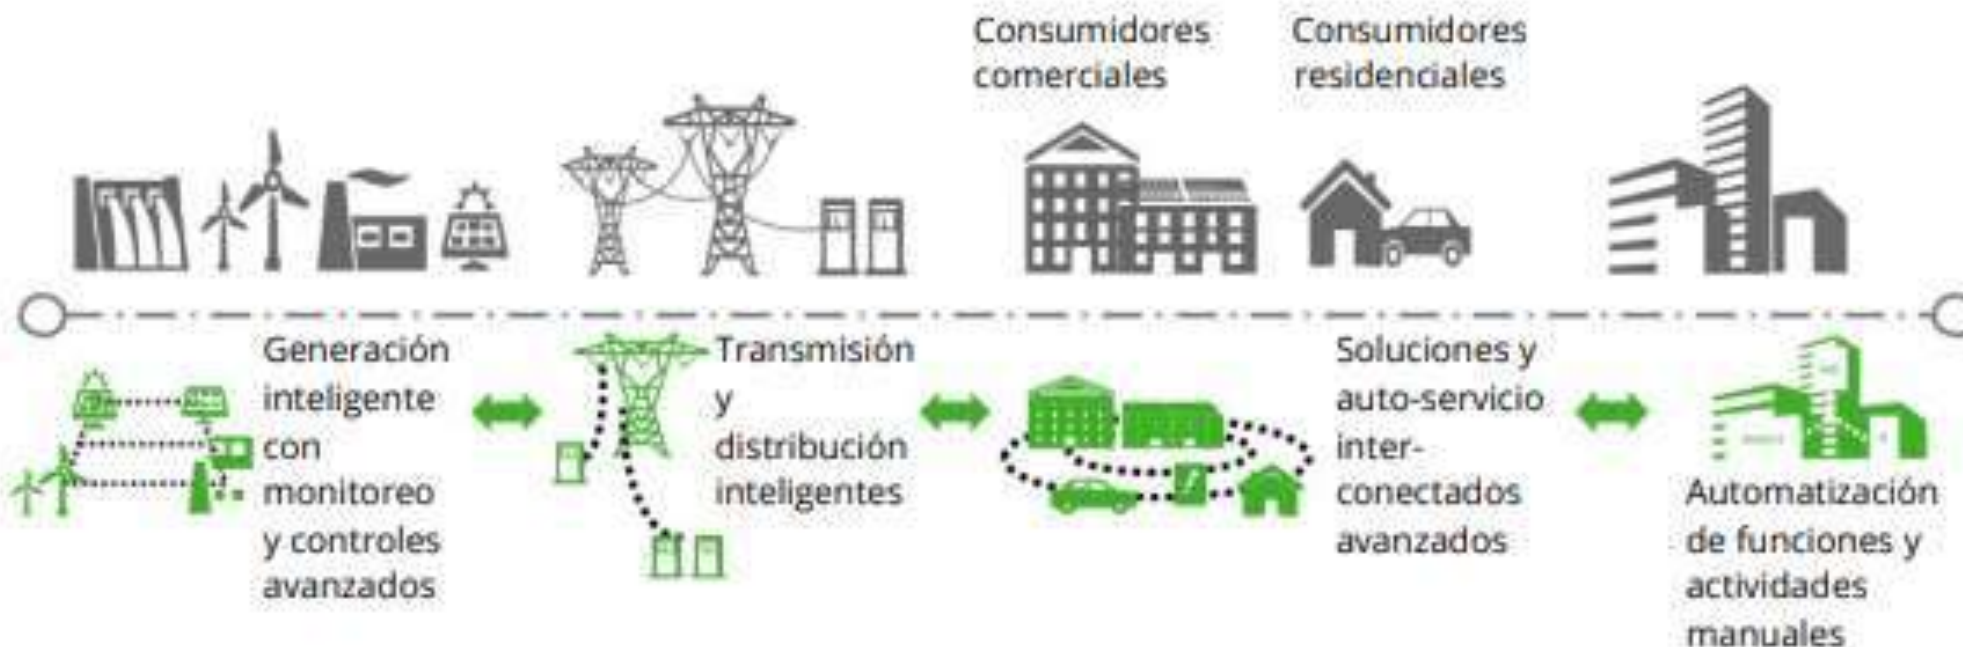 Consumidores
comerciales
Consumidores
residenciales
Generación
inteligente
con
monitoreo
y controles
avanzados
Transmisión
y
distribución
inteligentes
Soluciones y
auto-servicio
inter-
conectados
avanzados
Automatización
de funciones y
actividades
manuales